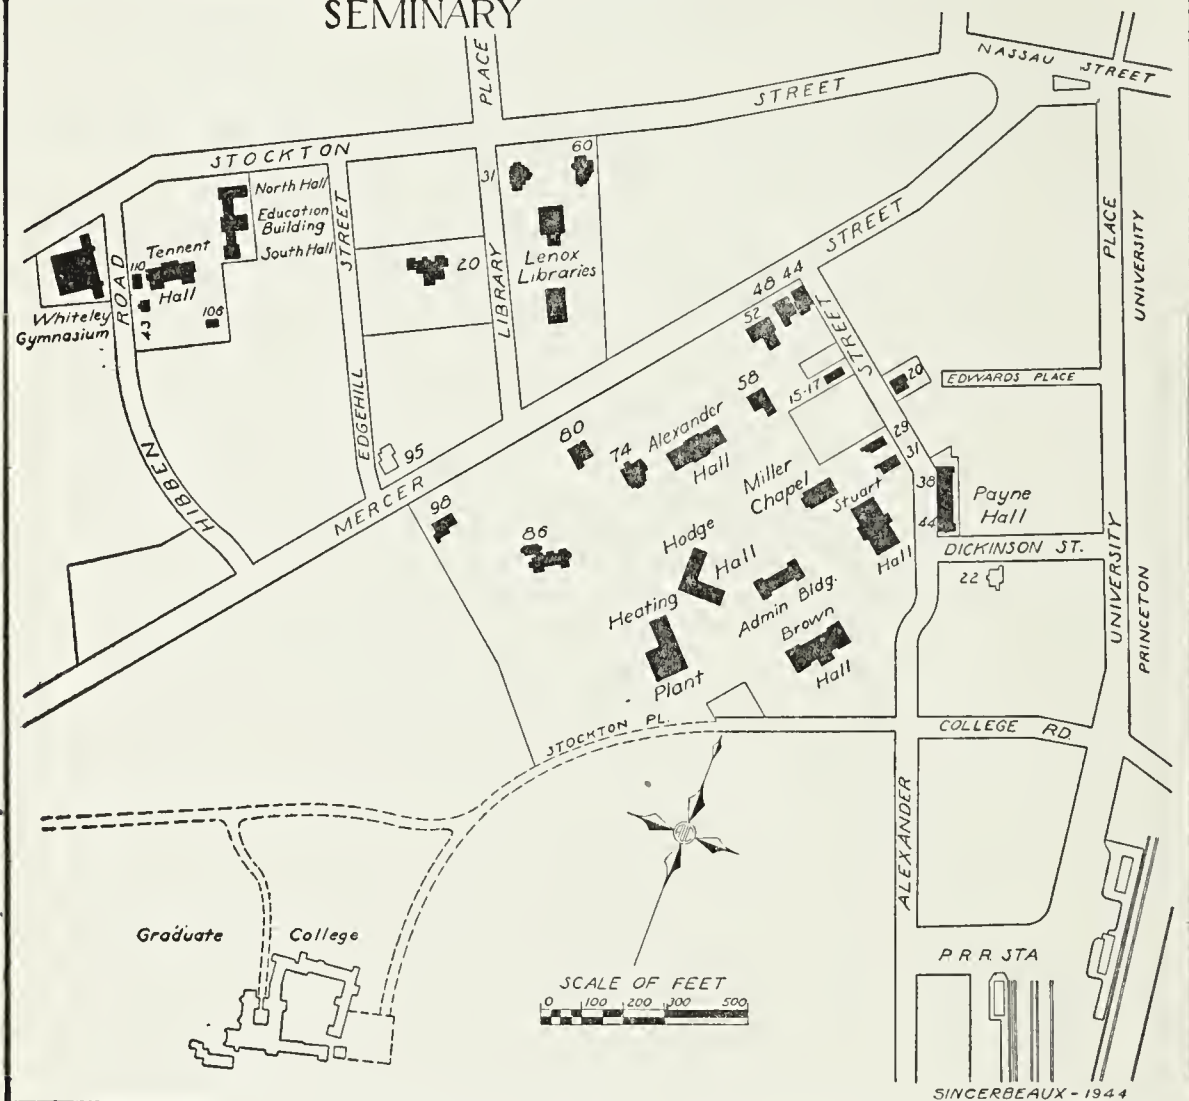 SEMINARY
NASSAU STREET
PLACE
STREET
STOCKTON
60
31
North Hall
Education
Building
South Hall
Tennent
Hall
110
43
106
ROAD
Whiteley
Gymnasium
STREET
20
LIBRARY
Lenox
Libraries
STREET
PLACE
UNIVERSITY
48 44
52
STREET
58
15-17
20
EDWARDS PLACE
EDGEHILL
95
HIBBEN
MERCER
98
80
74
Alexander
Hall
86
Miller
Chapel
29
31
38
44
Payne
Hall
Stuart
Hall
DICKINSON ST.
22
Hodge
Hall
Heating
Plant
Admin Bldg.
Brown
Hall
UNIVERSITY
PRINCETON
STOCKTON PL.
COLLEGE RD.
ALEXANDER
Graduate College
P.R.R. STA
SCALE OF FEET
0 100 200 300 500
SINCERBEAUX - 1944